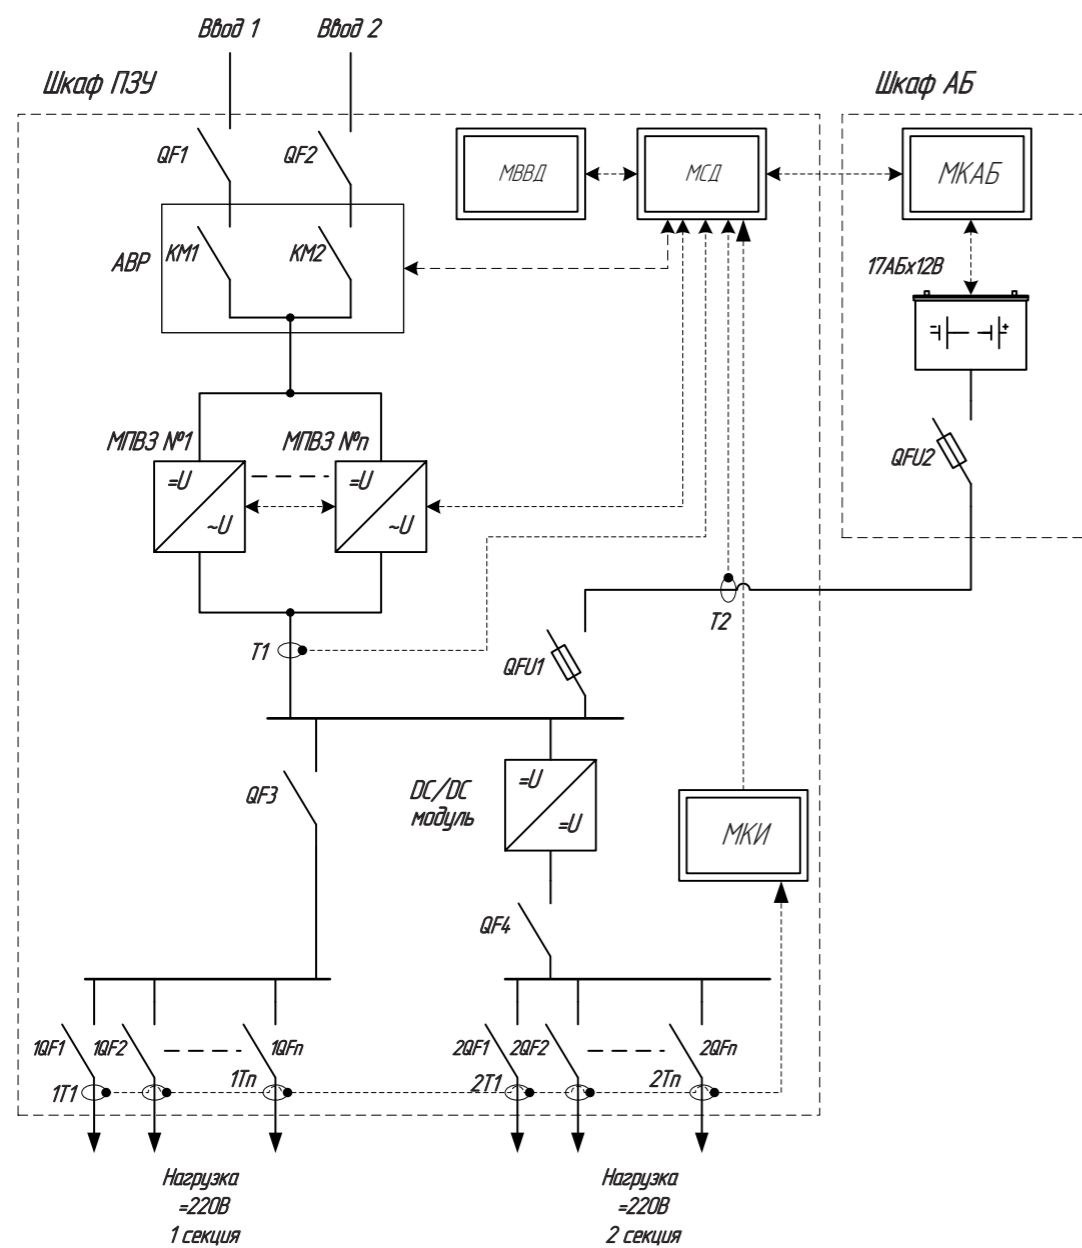 Ввод 1
Ввод 2
Шкаф ПЗУ
Шкаф АБ
QF1
QF2
МВВД
МСД
МКАБ
АВР
КМ1
КМ2
17АБх12В
- +
МПВЗ №1
МПВЗ №n
=U
~U
=U
~U
QFU2
T1
T2
QFU1
QF3
DC/DC
модуль
=U
=U
МКИ
QF4
1QF1
1QF2
1QFn
2QF1
2QF2
2QFn
1T1
1Tn
2T1
2Tn
Нагрузка
=220В
1 секция
Нагрузка
=220В
2 секция